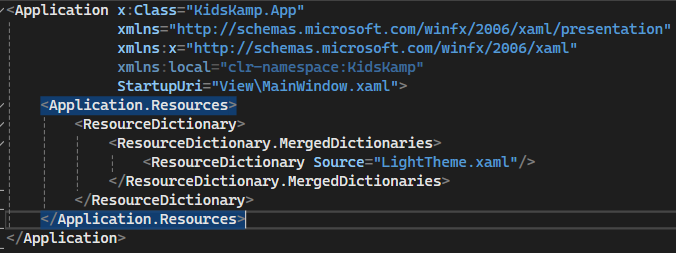 <Application x:Class="KidsKamp.App"
xmlns="http://schemas.microsoft.com/winfx/2006/xaml/presentation"
xmlns:x="http://schemas.microsoft.com/winfx/2006/xaml"
xmlns:local="clr-namespace:KidsKamp"
StartupUri="View\MainWindow.xaml">
<Application.Resources>
<ResourceDictionary>
<ResourceDictionary.MergedDictionaries>
<ResourceDictionary Source="LightTheme.xaml"/>
</ResourceDictionary.MergedDictionaries>
</ResourceDictionary>
</Application.Resources>
</Application>